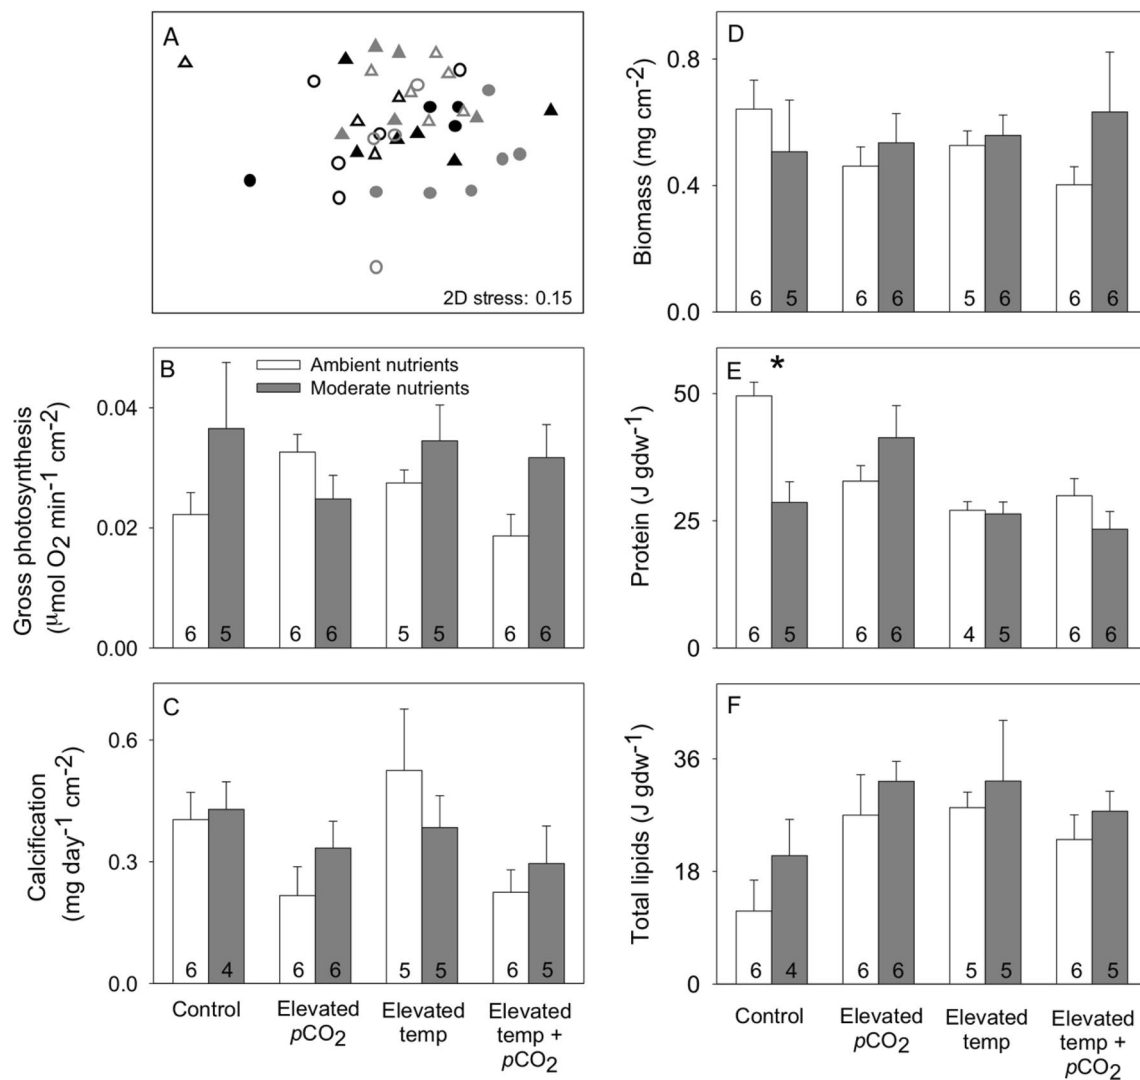 A
2D stress: 0.15
B
Ambient nutrients
Moderate nutrients
Gross photosynthesis
(μmol O2 min-1 cm-2)
0.04
0.02
0.00
6 5 6 6 5 5 6 6
C
Calcification
(mg day-1 cm-2)
0.6
0.3
0.0
6 4 6 6 5 5 6 5
Control
Elevated
pCO2
Elevated
temp
Elevated
temp +
pCO2
D
Biomass (mg cm-2)
0.8
0.4
0.0
6 5 6 6 5 6 6 6
E
*
Protein (J gdw-1)
50
25
0
6 5 6 6 4 5 6 6
F
Total lipids (J gdw-1)
36
18
0
6 4 6 6 5 5 6 5
Control
Elevated
pCO2
Elevated
temp
Elevated
temp +
pCO2